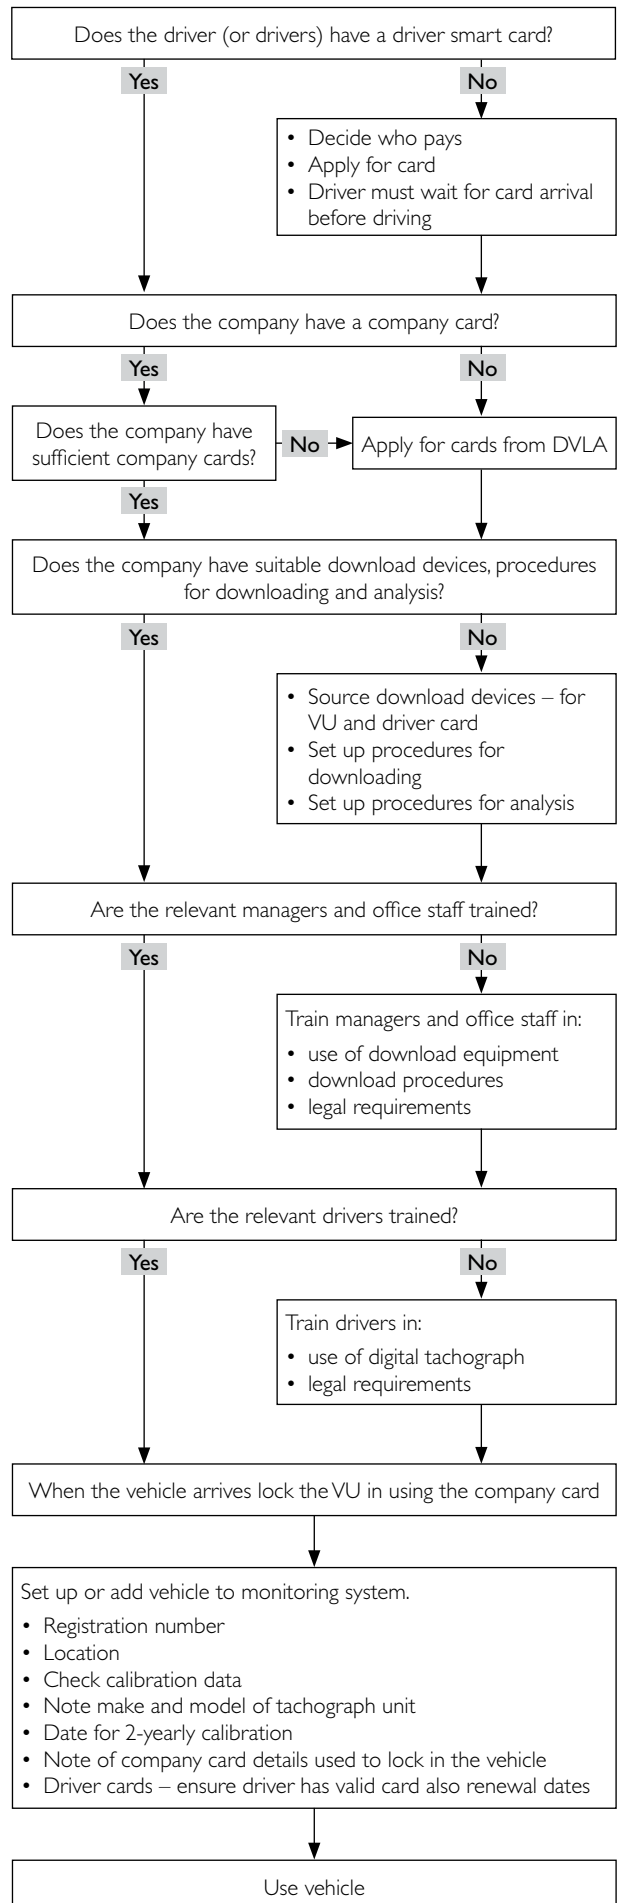 Does the driver (or drivers) have a driver smart card?
Yes
No
• Decide who pays
• Apply for card
• Driver must wait for card arrival
before driving
Does the company have a company card?
Yes
No
Does the company have
sufficient company cards?
No
Apply for cards from DVLA
Yes
Does the company have suitable download devices, procedures
for downloading and analysis?
Yes
No
• Source download devices – for
VU and driver card
• Set up procedures for
downloading
• Set up procedures for analysis
Are the relevant managers and office staff trained?
Yes
No
Train managers and office staff in:
• use of download equipment
• download procedures
• legal requirements
Are the relevant drivers trained?
Yes
No
Train drivers in:
• use of digital tachograph
• legal requirements
When the vehicle arrives lock the VU in using the company card
Set up or add vehicle to monitoring system.
• Registration number
• Location
• Check calibration data
• Note make and model of tachograph unit
• Date for 2-yearly calibration
• Note of company card details used to lock in the vehicle
• Driver cards – ensure driver has valid card also renewal dates
Use vehicle